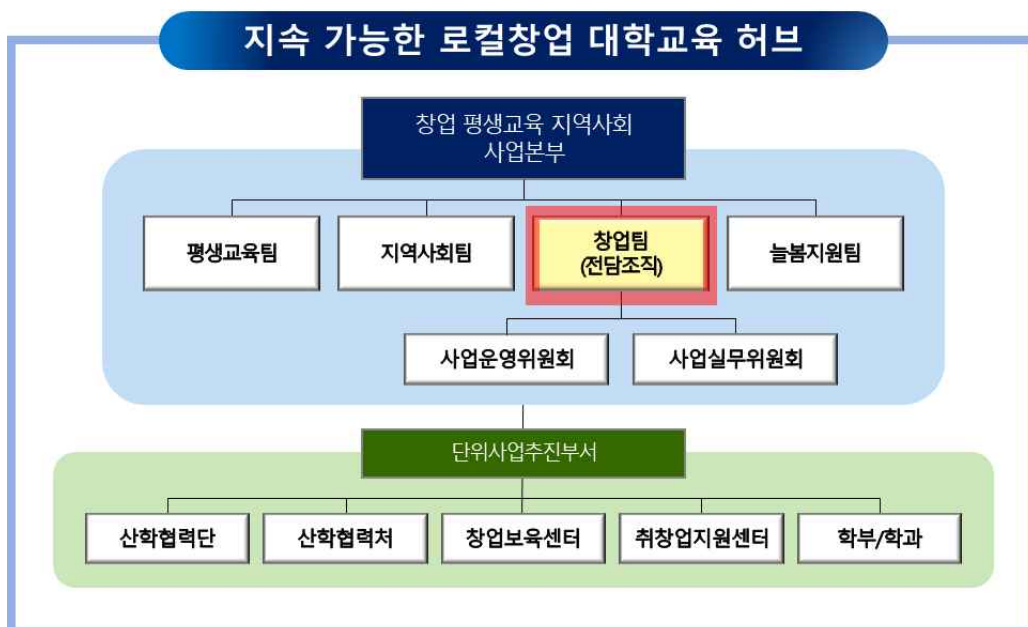 지속 가능한 로컬창업 대학교육 허브
창업 평생교육 지역사회
사업본부
평생교육팀
지역사회팀
창업팀
(전담조직)
늘봄지원팀
사업운영위원회
사업실무위원회
단위사업추진부서
산학협력단
산학협력처
창업보육센터
취창업지원센터
학부/학과